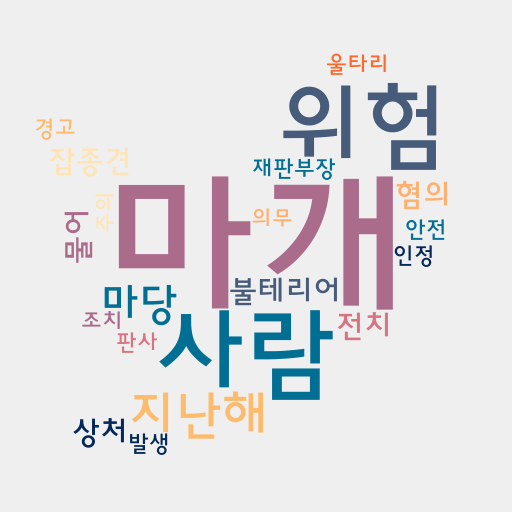 울타리
위험
경고
잡종견
재판부장
마개
혐의
주의
의무
물어
안전
인정
불테리어
마당
사람
조치
전치
판사
지난해
상처
발생